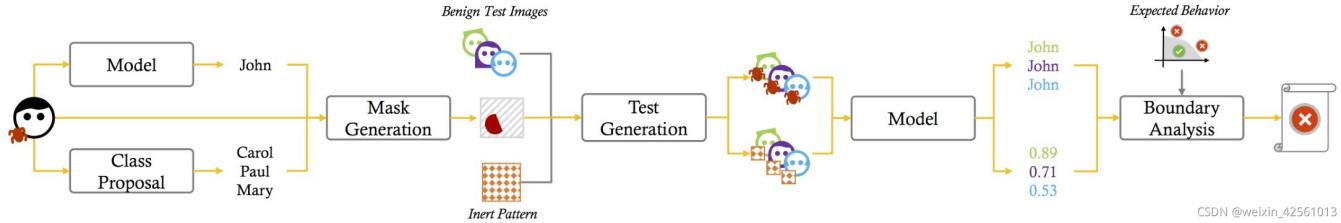 Benign Test Images
Expected Behavior
Model
John
John
John
John
Mask
Generation
Test
Generation
Model
Boundary
Analysis
Class
Proposal
Carol
Paul
Mary
0.89
0.71
0.53
Inert Pattern
CSDN @weixin_42561013